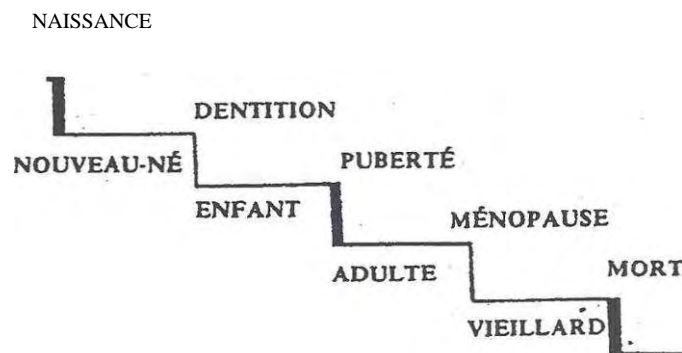 NAISSANCE
DENTITION
NOUVEAU-NÉ
PUBERTÉ
ENFANT
MÉNOPAUSE
ADULTE
MORT
VIEILLARD